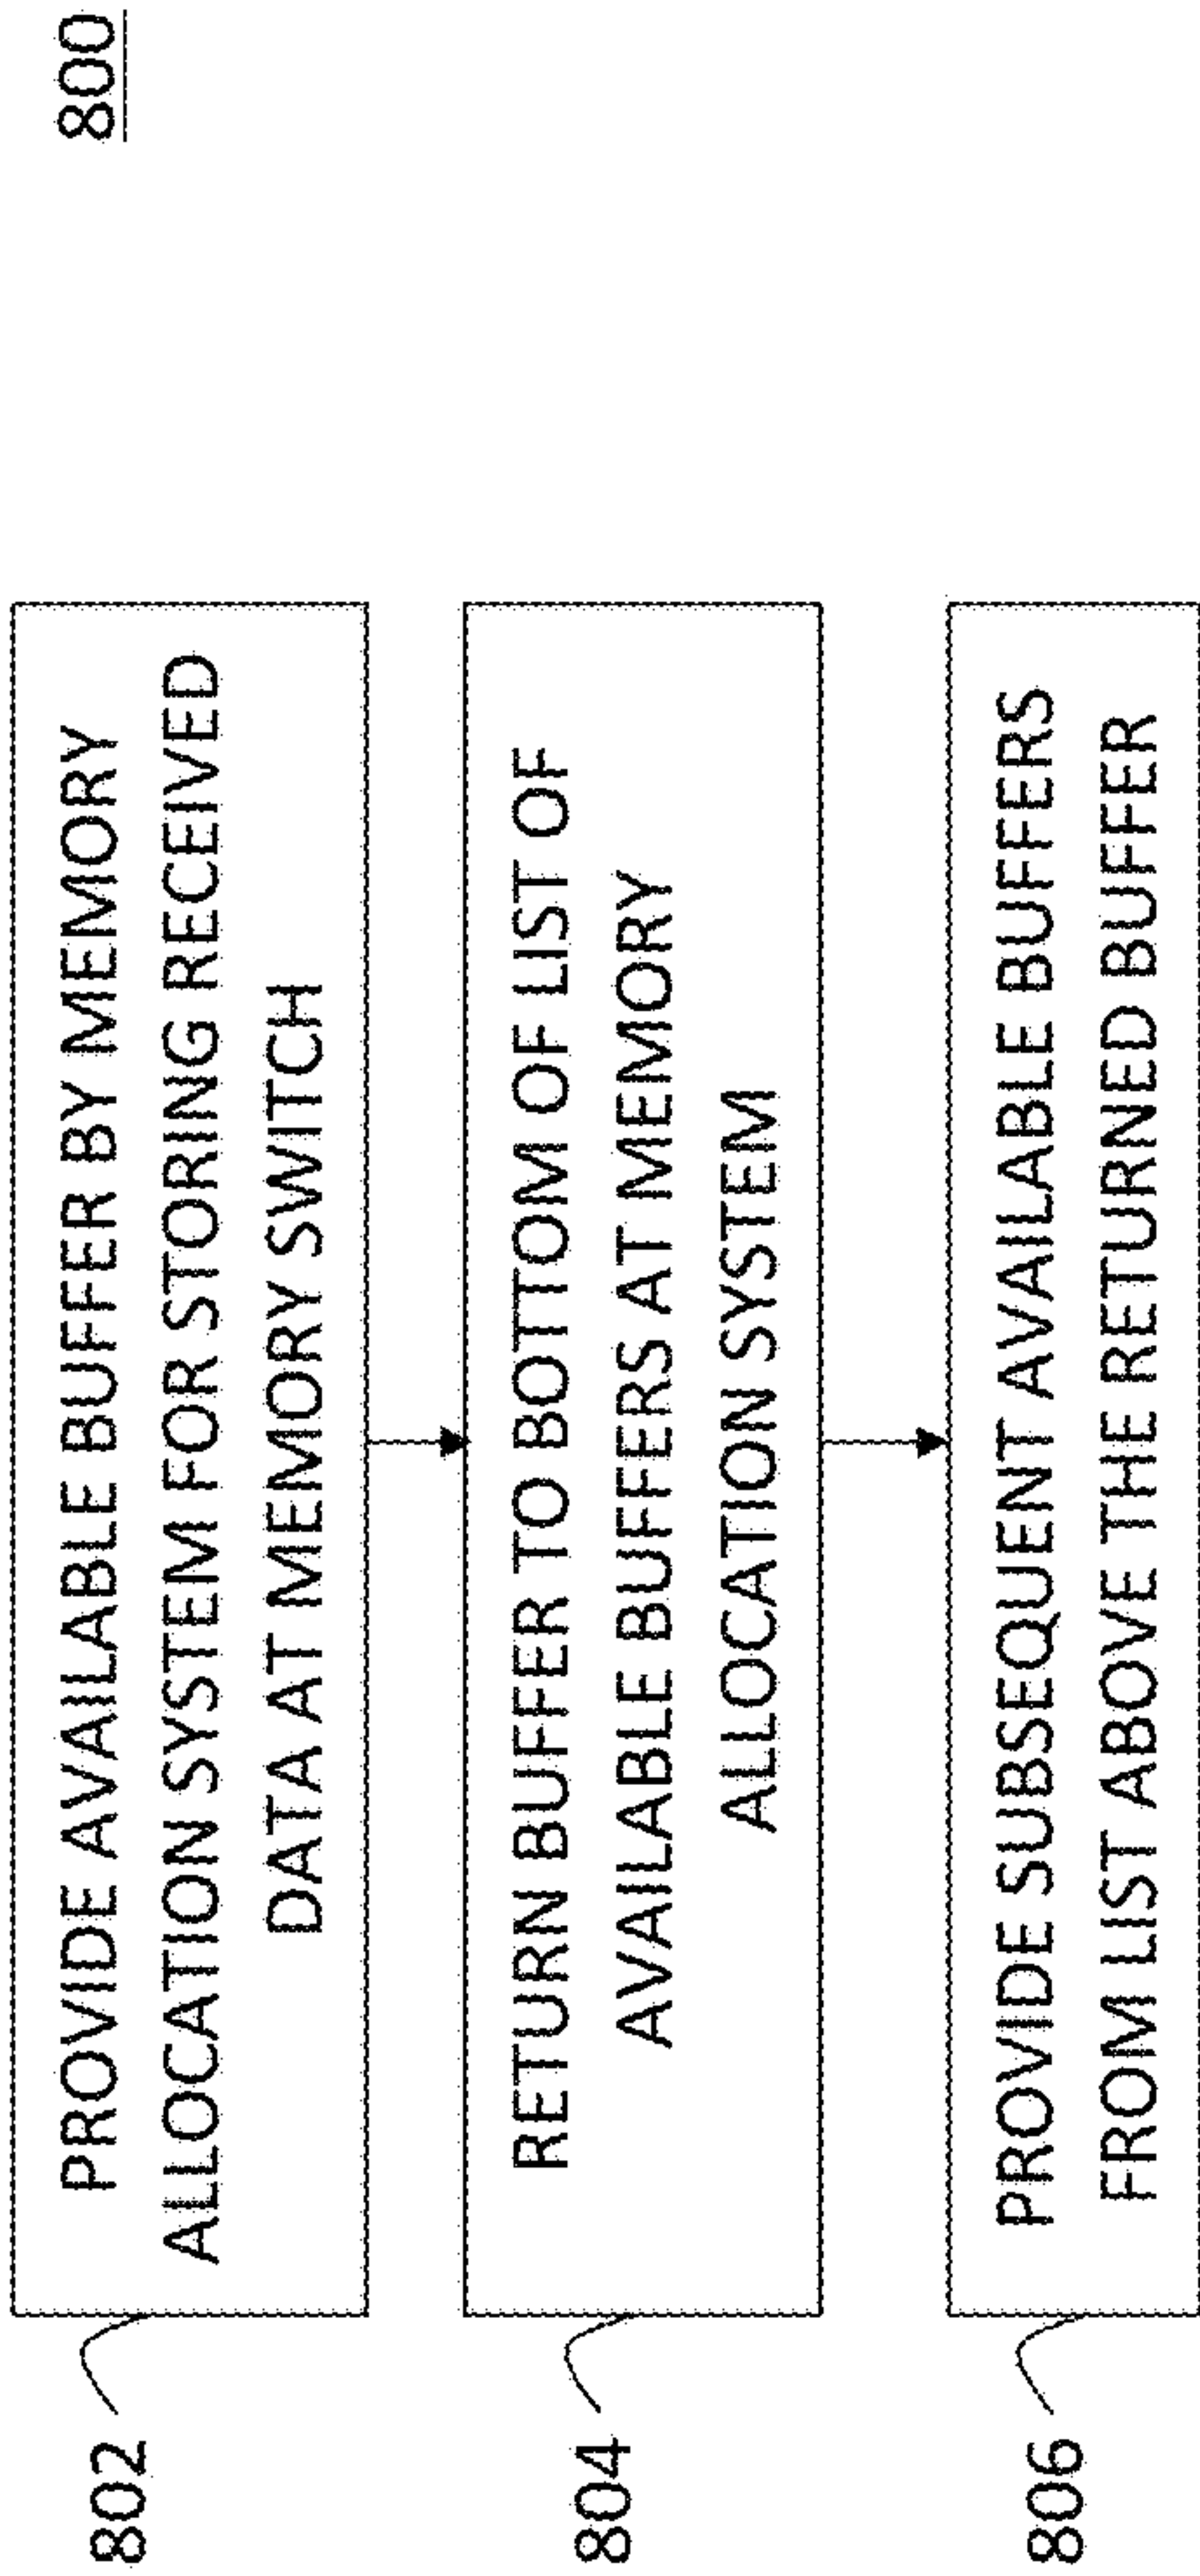 800
802
PROVIDE AVAILABLE BUFFER BY MEMORY
ALLOCATION SYSTEM FOR STORING RECEIVED
DATA AT MEMORY SWITCH
804
RETURN BUFFER TO BOTTOM OF LIST OF
AVAILABLE BUFFERS AT MEMORY
ALLOCATION SYSTEM
806
PROVIDE SUBSEQUENT AVAILABLE BUFFERS
FROM LIST ABOVE THE RETURNED BUFFER